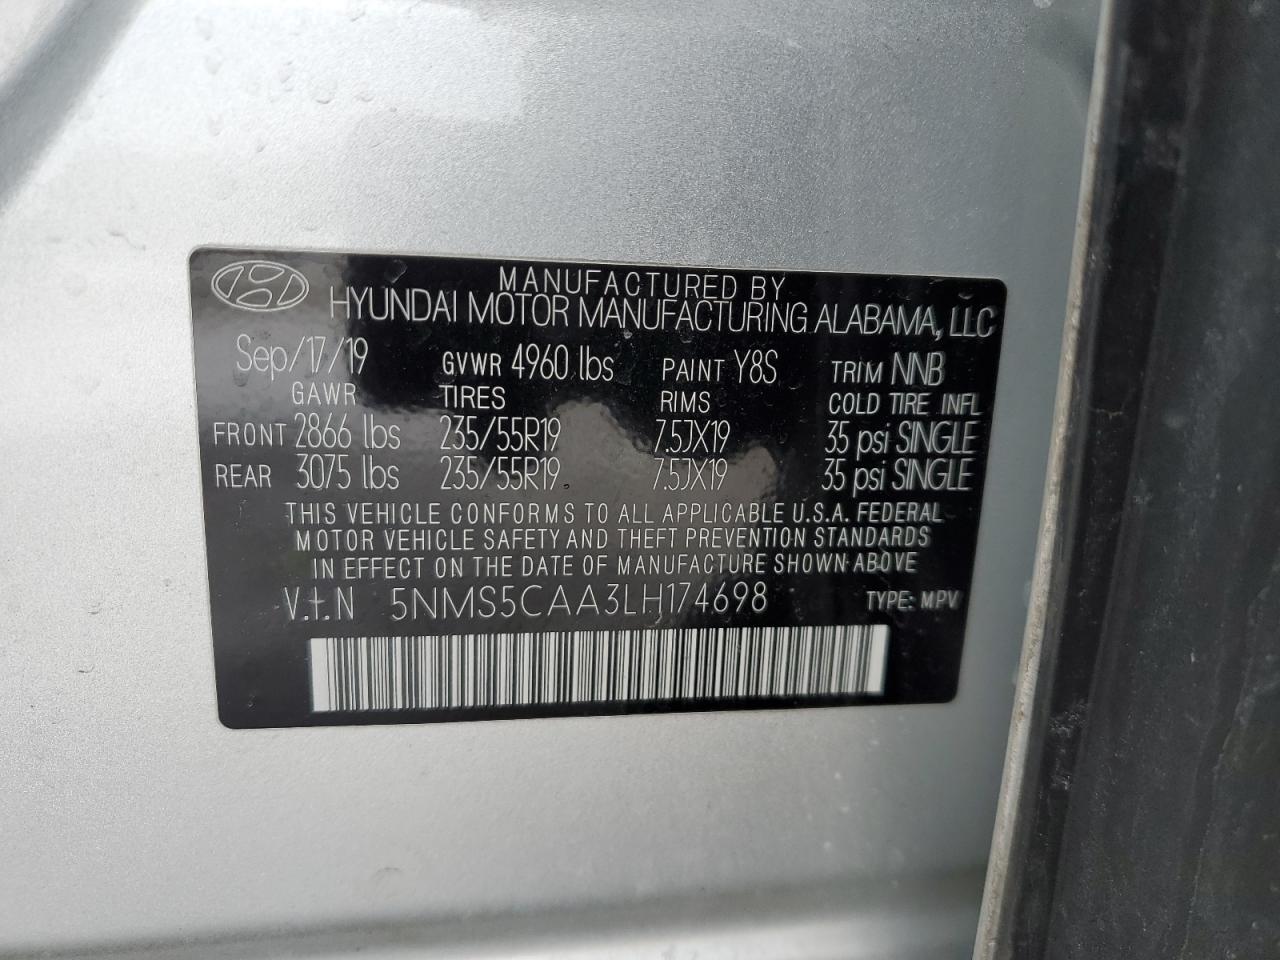 MANUFACTURED BY
HYUNDAI MOTOR MANUFACTURING ALABAMA, LLC
Sep/17/19 GVWR 4960 lbs PAINT Y8S TRIM NNB
GAWR TIRES RIMS COLD TIRE INFL
FRONT 2866 lbs 235/55R19 7.5JX19 35 psi SINGLE
REAR 3075 lbs 235/55R19 7.5JX19 35 psi SINGLE
THIS VEHICLE CONFORMS TO ALL APPLICABLE U.S.A. FEDERAL
MOTOR VEHICLE SAFETY AND THEFT PREVENTION STANDARDS
IN EFFECT ON THE DATE OF MANUFACTURE SHOWN ABOVE
V.I.N 5NMS5CAA3LH174698 TYPE: MPV